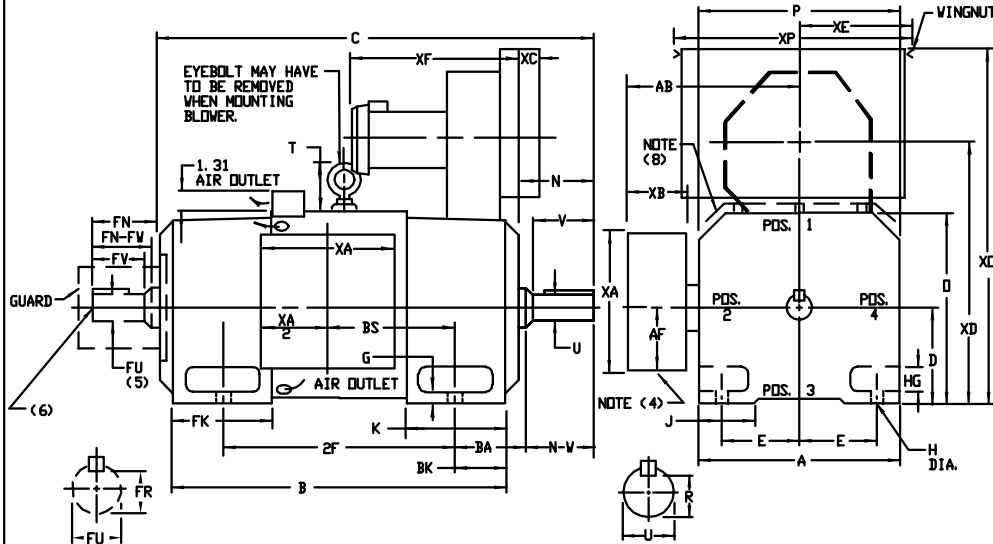 P
XE
WINGNUT
C
XP
XF
XC
EYEBOLT MAY HAVE
TO BE REMOVED
WHEN MOUNTING
BLOWER.
AB
T
NOTE
(8)
1.31
AIR OUTLET
N
XB
FN
FN-FW
FV
V
POS. 1
XA
O
XD
XA
GUARD
POS.
2
POS.
4
XD
XA
2
BS
AF
D
G
U
FU
(5)
AIR OUTLET
HG
POS. 3
(6)
NOTE (4)
J
FK
K
E
E
H
DIA.
2F
BA
N-W
A
BK
B
FR
FU
R
U